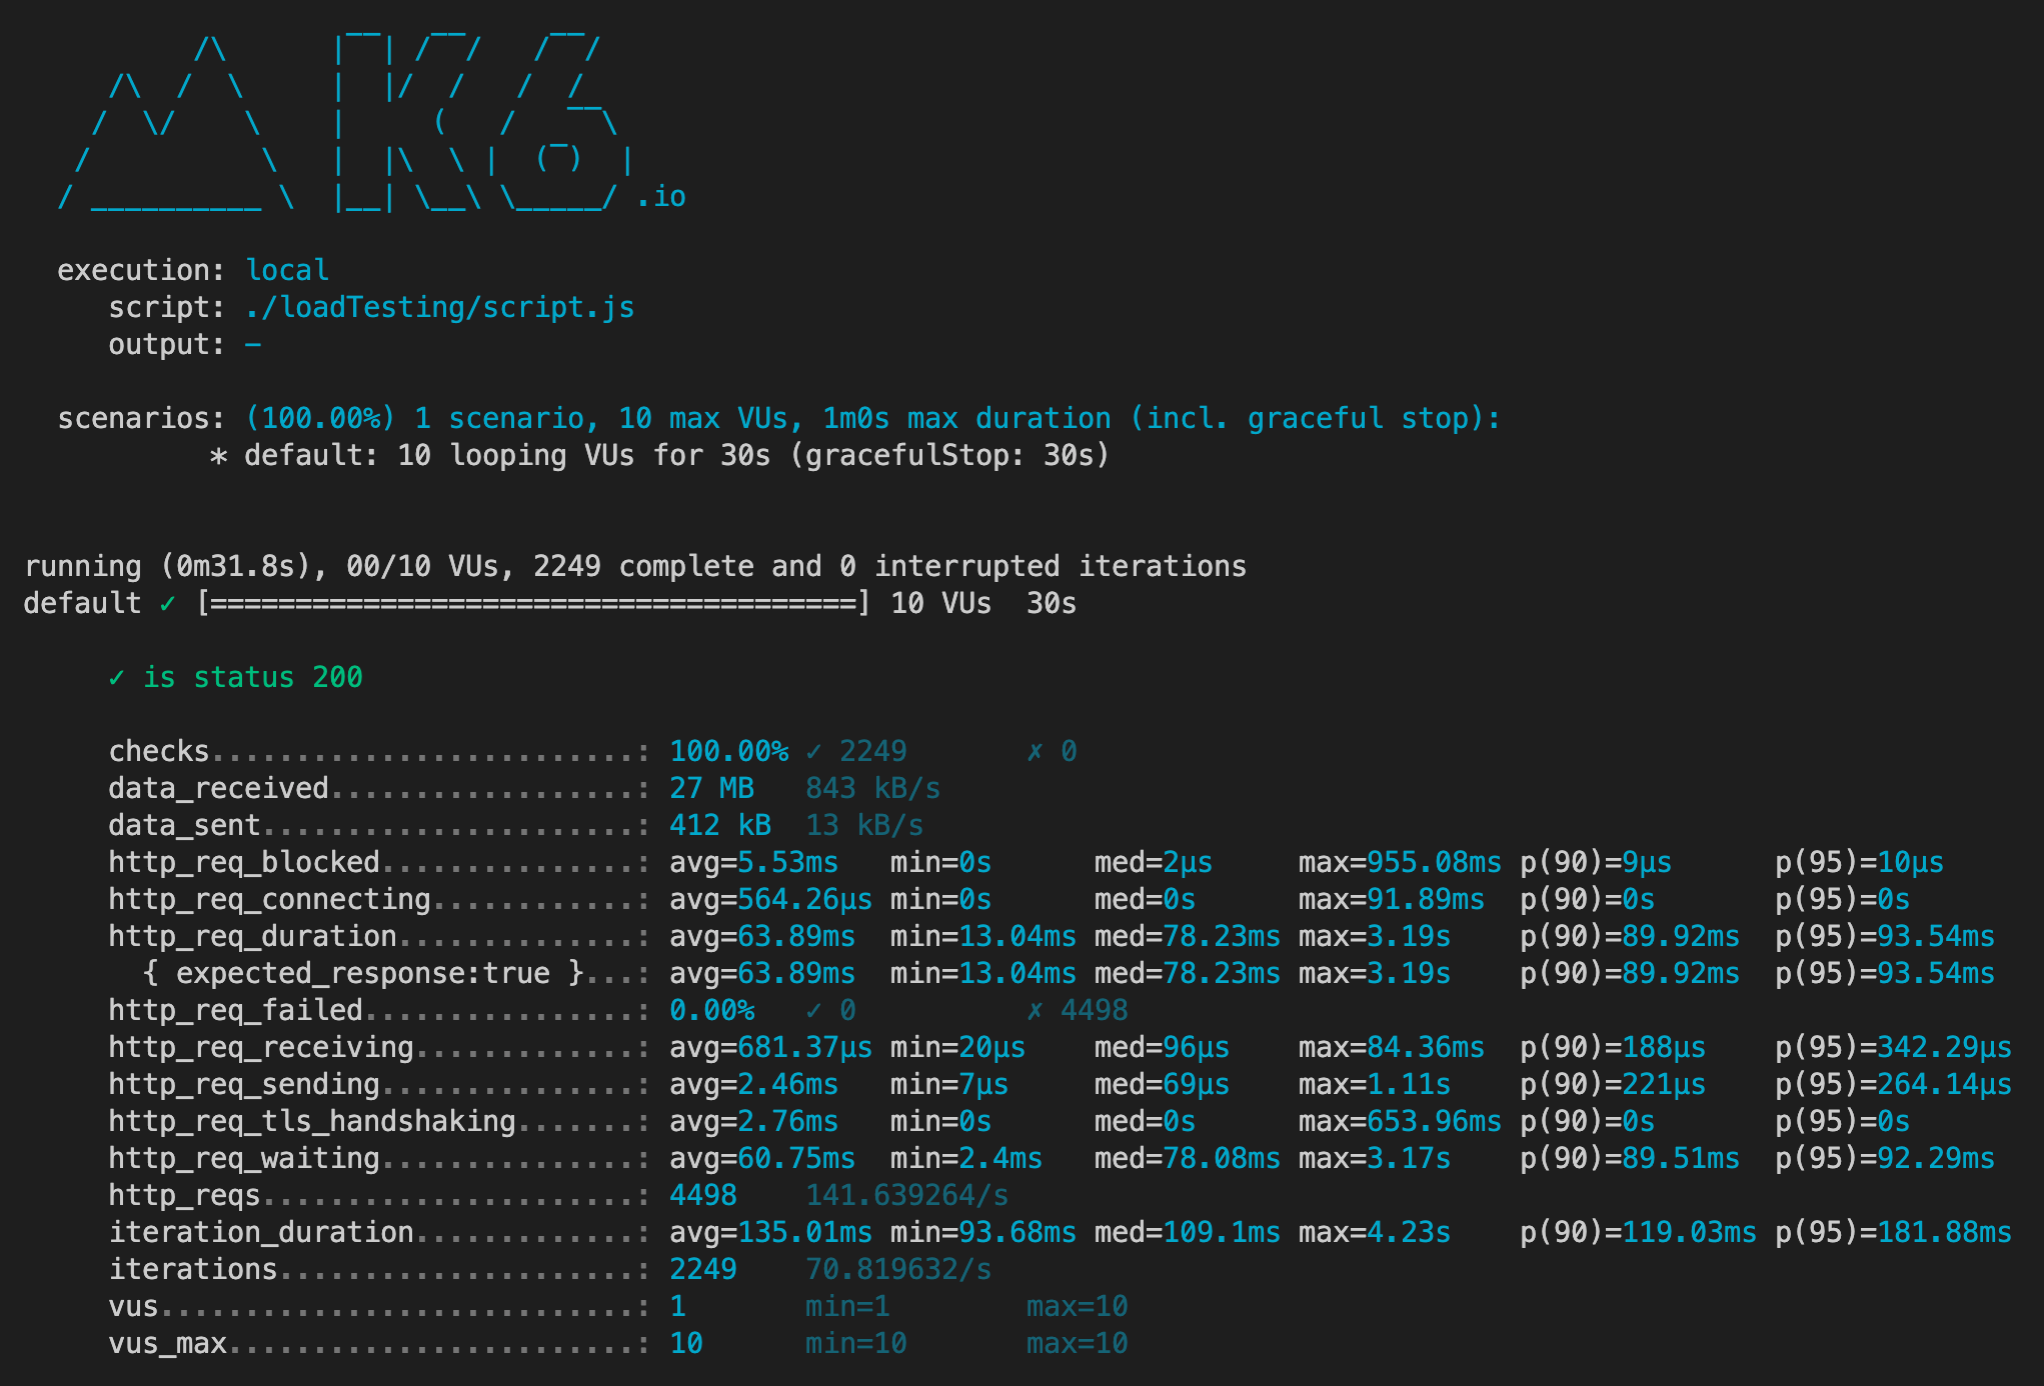 /\      |‾‾| /‾‾/   /‾‾/
     /\  /  \     |  |/  /   /  /
    /  \/    \    |     (   /   ‾‾\
   /          \   |  |\  \ |  (‾)  |
  / __________ \  |__| \__\ \_____/ .io

  execution: local
     script: ./loadTesting/script.js
     output: -

  scenarios: (100.00%) 1 scenario, 10 max VUs, 1m0s max duration (incl. graceful stop):
           * default: 10 looping VUs for 30s (gracefulStop: 30s)

running (0m31.8s), 00/10 VUs, 2249 complete and 0 interrupted iterations
default ✓ [======================================] 10 VUs  30s

     ✓ is status 200

     checks.........................: 100.00% ✓ 2249       ✗ 0
     data_received..................: 27 MB   843 kB/s
     data_sent......................: 412 kB  13 kB/s
     http_req_blocked...............: avg=5.53ms   min=0s      med=2µs     max=955.08ms p(90)=9µs      p(95)=10µs
     http_req_connecting............: avg=564.26µs min=0s      med=0s      max=91.89ms  p(90)=0s       p(95)=0s
     http_req_duration..............: avg=63.89ms  min=13.04ms med=78.23ms max=3.19s    p(90)=89.92ms  p(95)=93.54ms
       { expected_response:true }...: avg=63.89ms  min=13.04ms med=78.23ms max=3.19s    p(90)=89.92ms  p(95)=93.54ms
     http_req_failed................: 0.00%   ✓ 0          ✗ 4498
     http_req_receiving.............: avg=681.37µs min=20µs    med=96µs    max=84.36ms  p(90)=188µs    p(95)=342.29µs
     http_req_sending...............: avg=2.46ms   min=7µs     med=69µs    max=1.11s    p(90)=221µs    p(95)=264.14µs
     http_req_tls_handshaking.......: avg=2.76ms   min=0s      med=0s      max=653.96ms p(90)=0s       p(95)=0s
     http_req_waiting...............: avg=60.75ms  min=2.4ms   med=78.08ms max=3.17s    p(90)=89.51ms  p(95)=92.29ms
     http_reqs......................: 4498    141.639264/s
     iteration_duration.............: avg=135.01ms min=93.68ms med=109.1ms max=4.23s    p(90)=119.03ms p(95)=181.88ms
     iterations.....................: 2249    70.819632/s
     vus............................: 1       min=1        max=10
     vus_max........................: 10      min=10       max=10